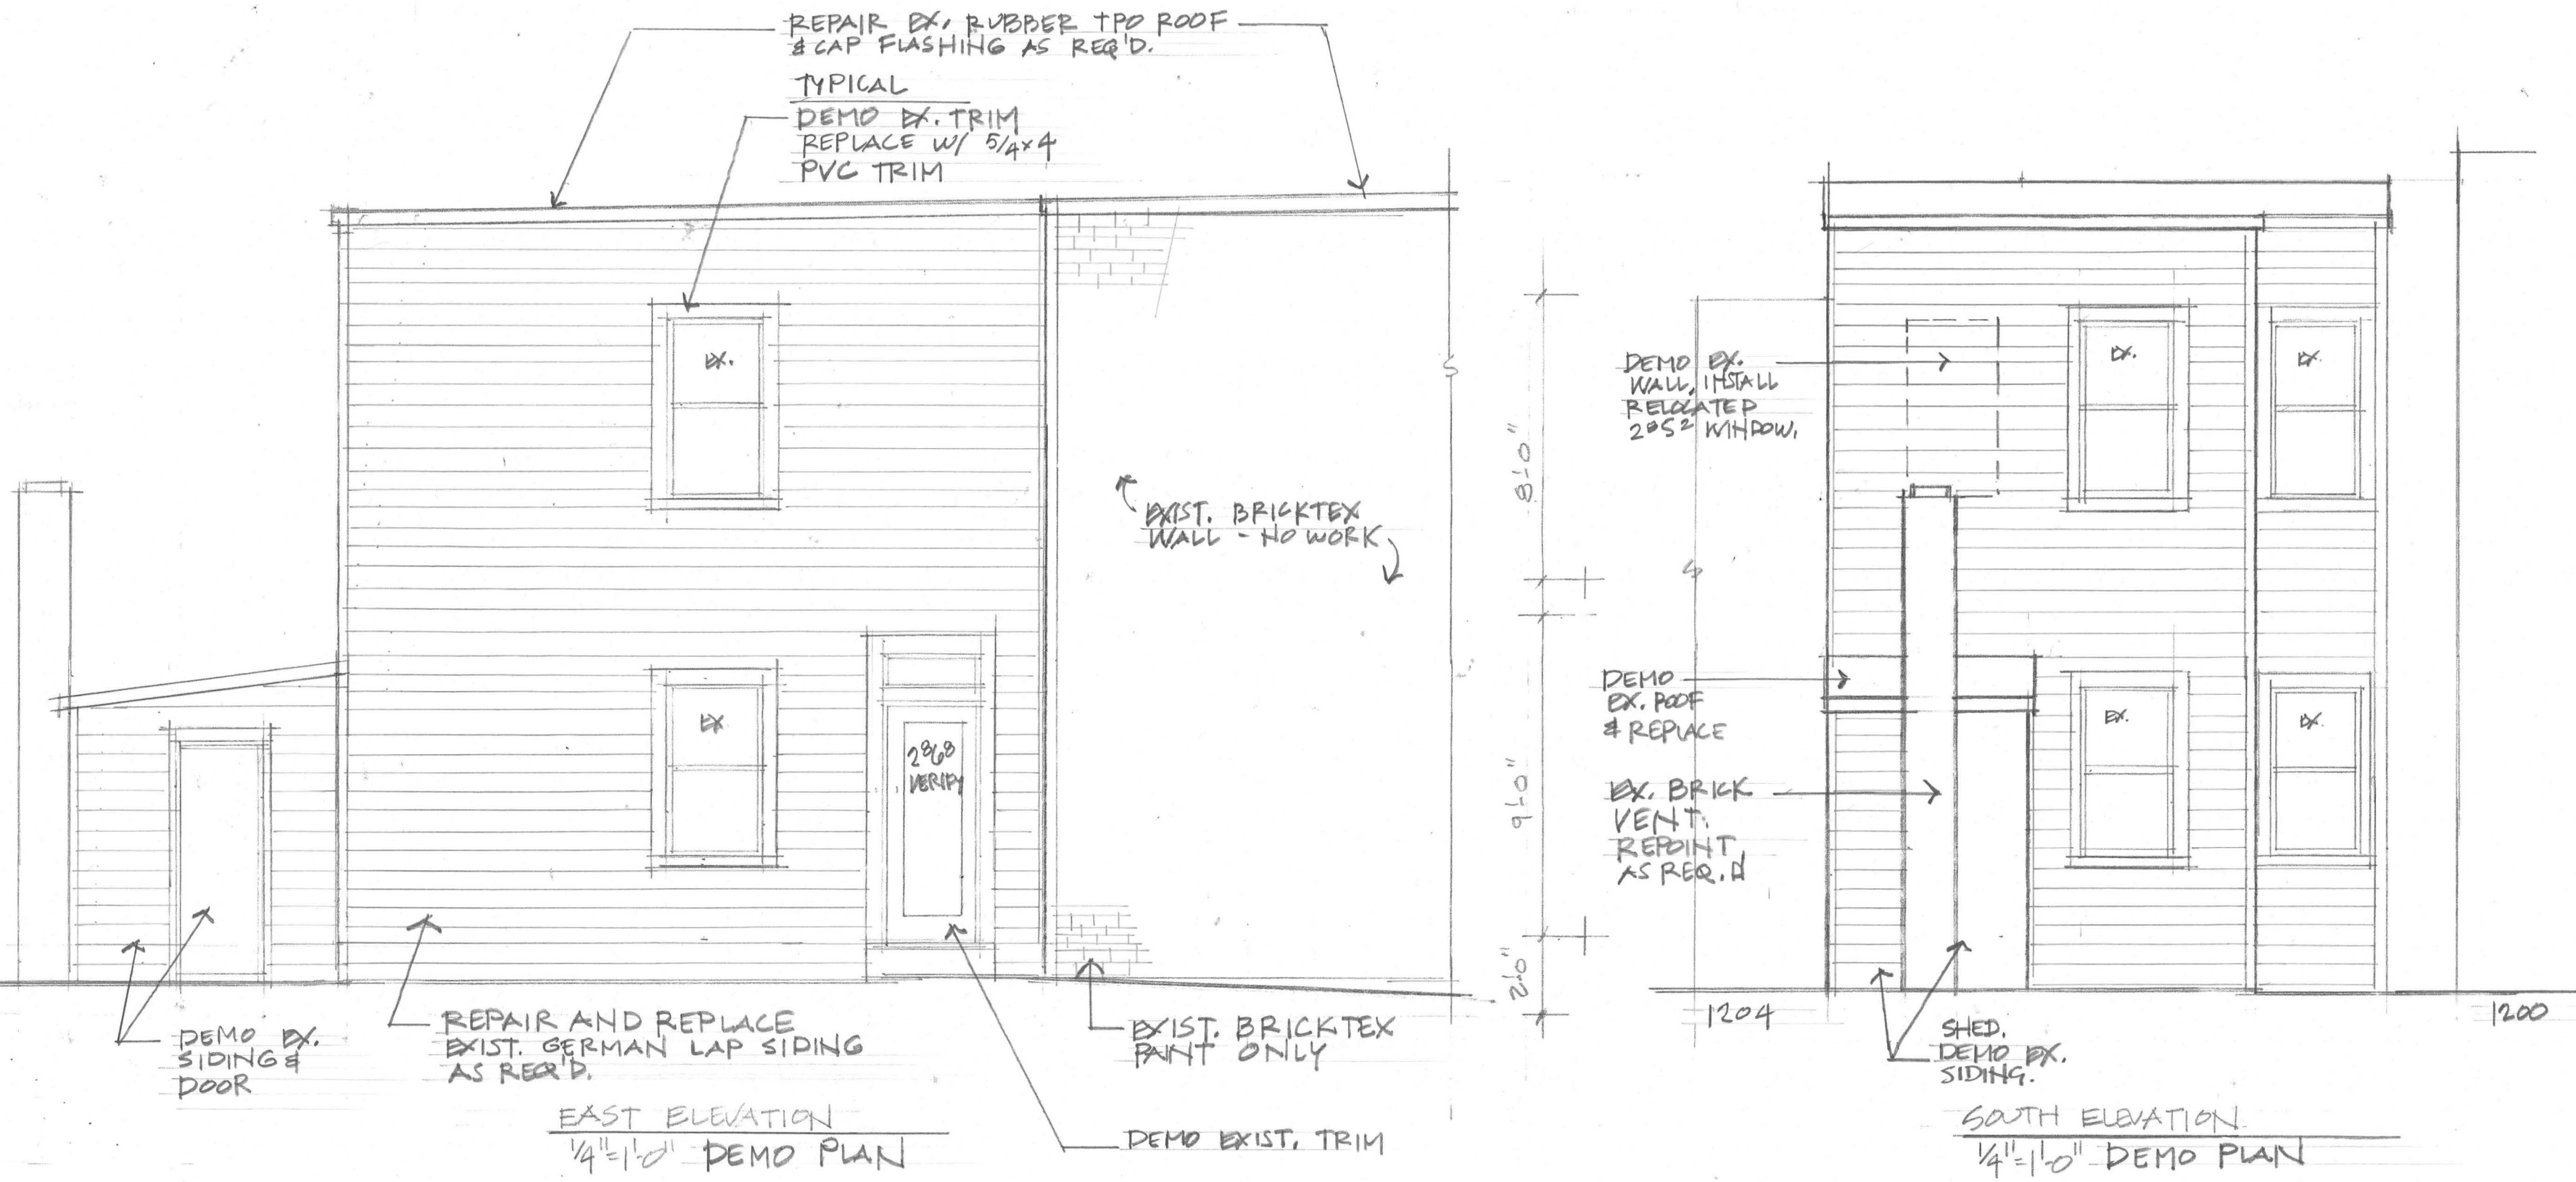 REPAIR EX. RUBBER TPO ROOF
& CAP FLASHING AS REQ'D.
TYPICAL
DEMO EX. TRIM
REPLACE W/ 5/4x4
PVC TRIM
EX.
EX
2868
VERIFY
EXIST. BRICKTEX
WALL - NO WORK
DEMO EX.
SIDING &
DOOR
REPAIR AND REPLACE
EXIST. GERMAN LAP SIDING
AS REQ'D.
EXIST. BRICKTEX
PAINT ONLY
DEMO EXIST. TRIM
EAST ELEVATION
1/4"=1'-0" DEMO PLAN
8'-0"
9'-0"
2'-0"
DEMO EX.
WALL, INSTALL
RELOCATED
WINDOW.
EX.
EX.
DEMO
EX. ROOF
& REPLACE
EX. BRICK
VENT.
REPOINT
AS REQ.D
EX.
EX.
1204
1200
SHED.
DEMO EX.
SIDING.
SOUTH ELEVATION
1/4"=1'-0" DEMO PLAN